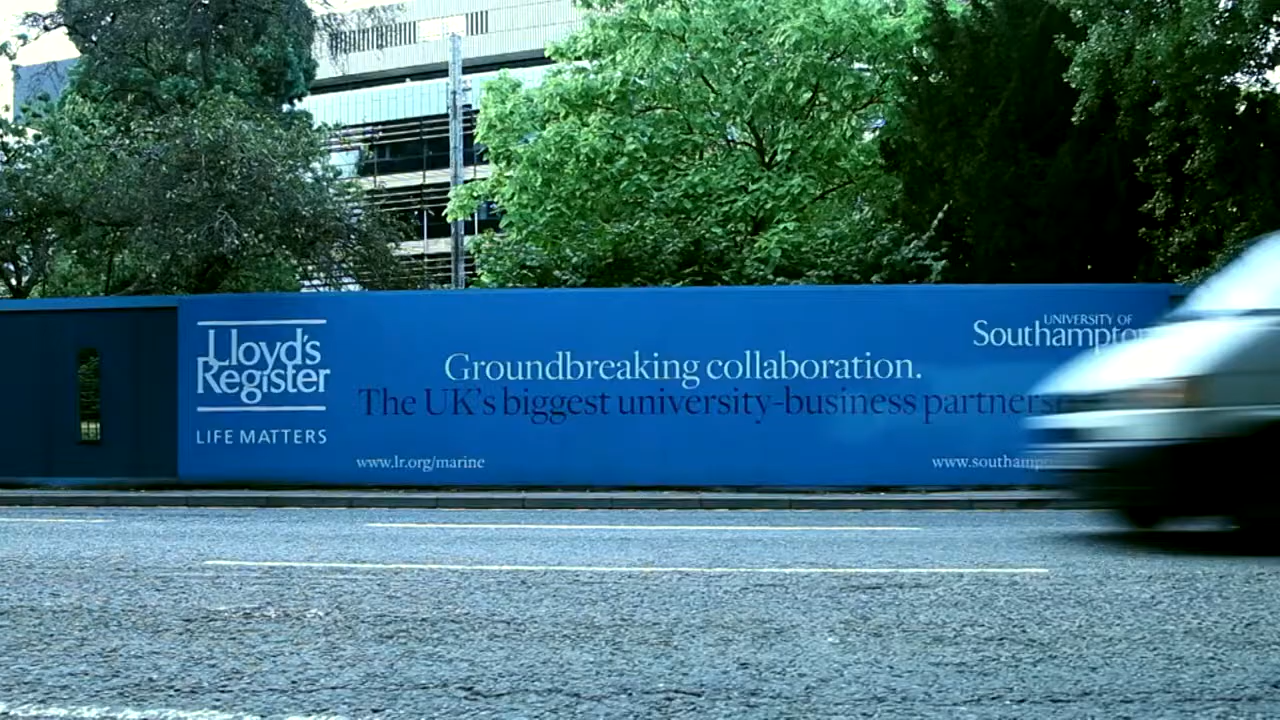 Lloyd's
Register
LIFE MATTERS
Groundbreaking collaboration.
The UK's biggest university-business
www.lr.org/marine
UNIVERSITY OF
Southampton